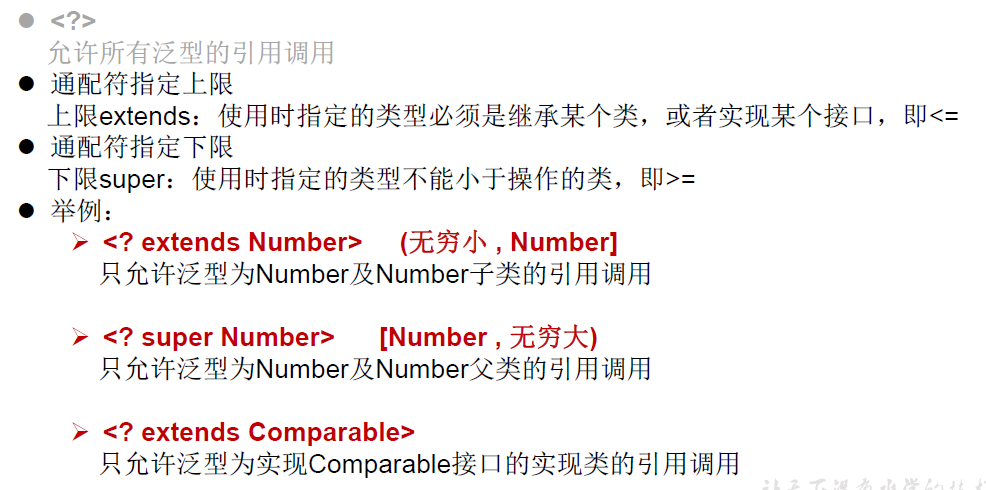 ● <?>
允许所有泛型的引用调用
● 通配符指定上限
上限extends：使用时指定的类型必须是继承某个类，或者实现某个接口，即<=
● 通配符指定下限
下限super：使用时指定的类型不能小于操作的类，即>=
● 举例：
➢ <? extends Number> (无穷小 , Number]
只允许泛型为Number及Number子类的引用调用
➢ <? super Number> [Number , 无穷大)
只允许泛型为Number及Number父类的引用调用
➢ <? extends Comparable>
只允许泛型为实现Comparable接口的实现类的引用调用